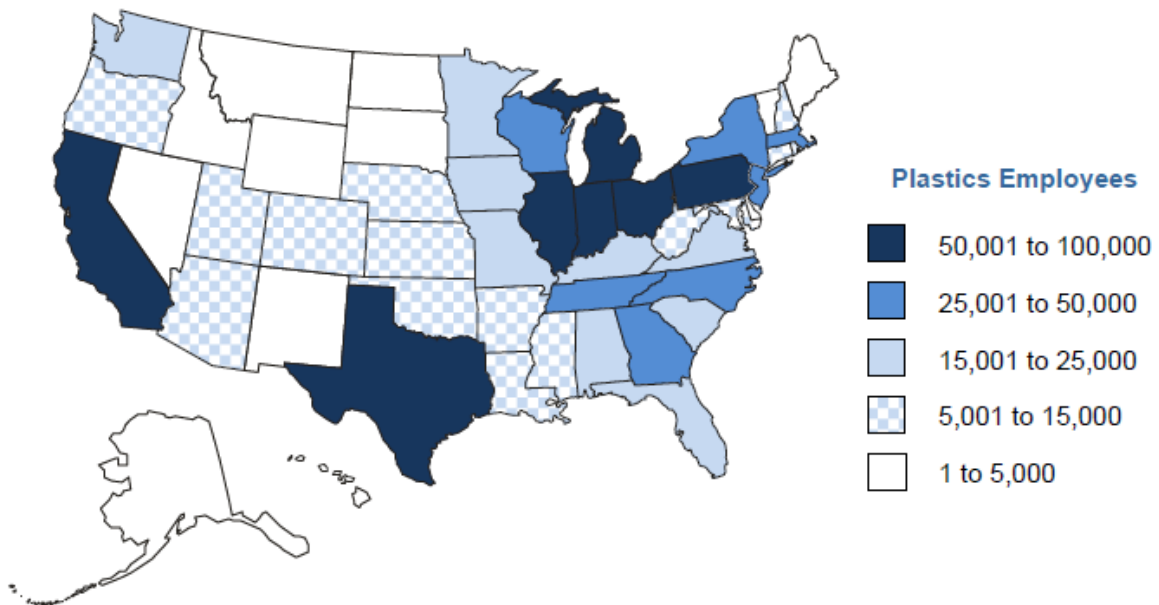 Plastics Employees
50,001 to 100,000
25,001 to 50,000
15,001 to 25,000
5,001 to 15,000
1 to 5,000